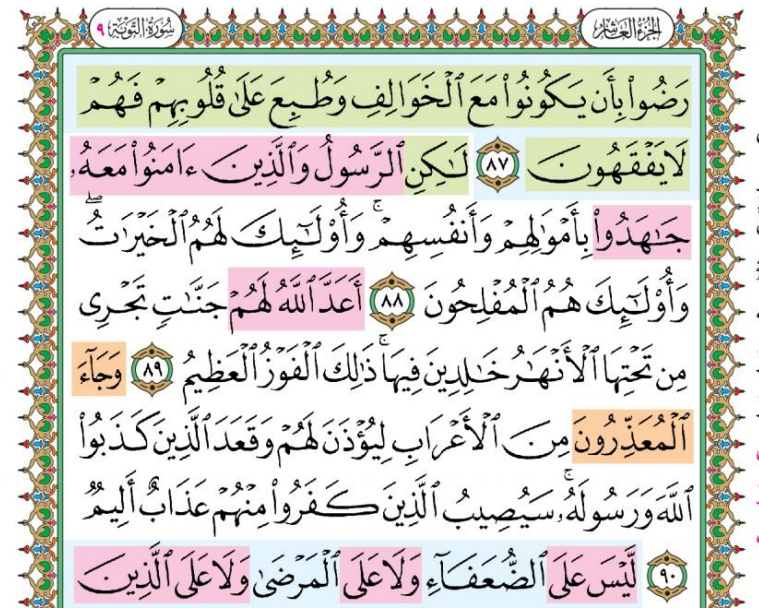 الجزء العاشر سورة التوبة ٩
رَضُوا۟ بِأَن يَكُونُوا۟ مَعَ ٱلْخَوَالِفِ وَطُبِعَ عَلَىٰ قُلُوبِهِمْ فَهُمْ
لَا يَفْقَهُونَ ٨٧ لَـٰكِنِ ٱلرَّسُولُ وَٱلَّذِينَ ءَامَنُوا۟ مَعَهُۥ
جَـٰهَدُوا۟ بِأَمْوَٰلِهِمْ وَأَنفُسِهِمْ ۚ وَأُو۟لَـٰٓئِكَ لَهُمُ ٱلْخَيْرَٰتُ ۖ
وَأُو۟لَـٰٓئِكَ هُمُ ٱلْمُفْلِحُونَ ٨٨ أَعَدَّ ٱللَّهُ لَهُمْ جَنَّـٰتٍ تَجْرِى
مِن تَحْتِهَا ٱلْأَنْهَـٰرُ خَـٰلِدِينَ فِيهَا ۚ ذَٰلِكَ ٱلْفَوْزُ ٱلْعَظِيمُ ٨٩ وَجَآءَ
ٱلْمُعَذِّرُونَ مِنَ ٱلْأَعْرَابِ لِيُؤْذَنَ لَهُمْ وَقَعَدَ ٱلَّذِينَ كَذَبُوا۟
ٱللَّهَ وَرَسُولَهُۥ ۚ سَيُصِيبُ ٱلَّذِينَ كَفَرُوا۟ مِنْهُمْ عَذَابٌ أَلِيمٌ
٩٠ لَّيْسَ عَلَى ٱلضُّعَفَآءِ وَلَا عَلَى ٱلْمَرْضَىٰ وَلَا عَلَى ٱلَّذِينَ